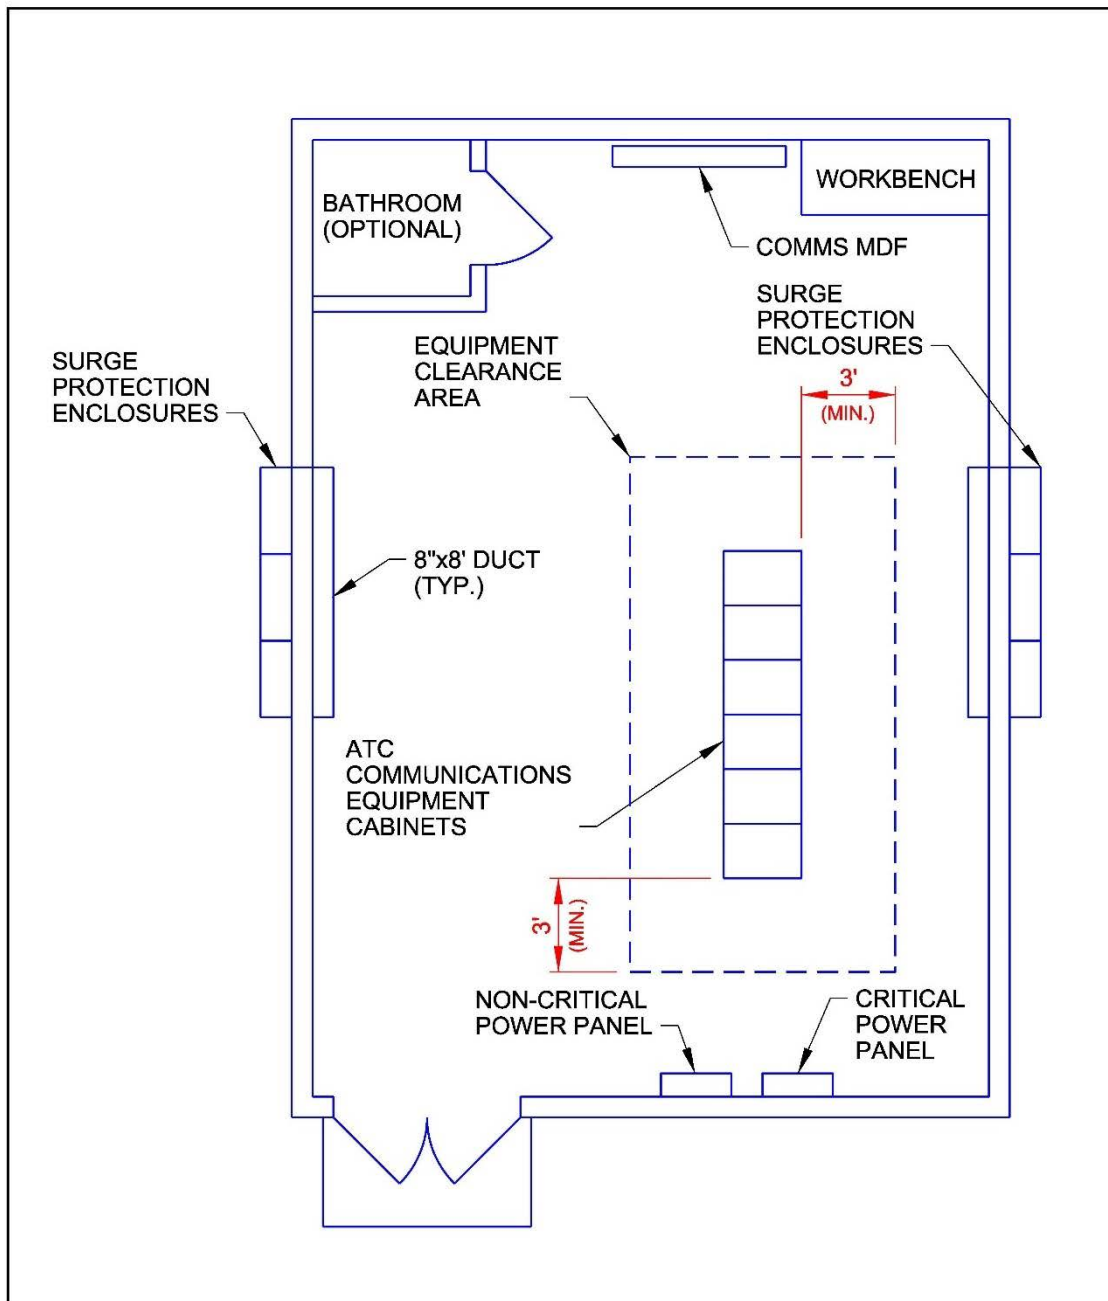 BATHROOM
(OPTIONAL)
WORKBENCH
COMMS MDF
SURGE
PROTECTION
ENCLOSURES
EQUIPMENT
CLEARANCE
AREA
SURGE
PROTECTION
ENCLOSURES
3'
(MIN.)
8"x8' DUCT
(TYP.)
ATC
COMMUNICATIONS
EQUIPMENT
CABINETS
3'
(MIN.)
NON-CRITICAL
POWER PANEL
CRITICAL
POWER
PANEL